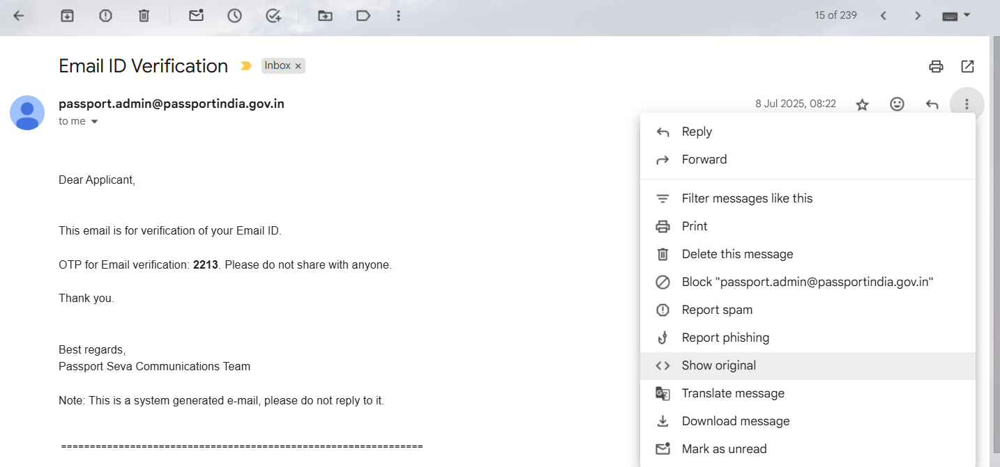 15 of 239
Email ID Verification
Inbox ×
passport.admin@passportindia.gov.in
8 Jul 2025, 08:22
to me
Dear Applicant,
This email is for verification of your Email ID.
OTP for Email verification: 2213. Please do not share with anyone.
Thank you.
Best regards,
Passport Seva Communications Team
Note: This is a system generated e-mail, please do not reply to it.
===============================================================
Reply
Forward
Filter messages like this
Print
Delete this message
Block "passport.admin@passportindia.gov.in"
Report spam
Report phishing
Show original
Translate message
Download message
Mark as unread